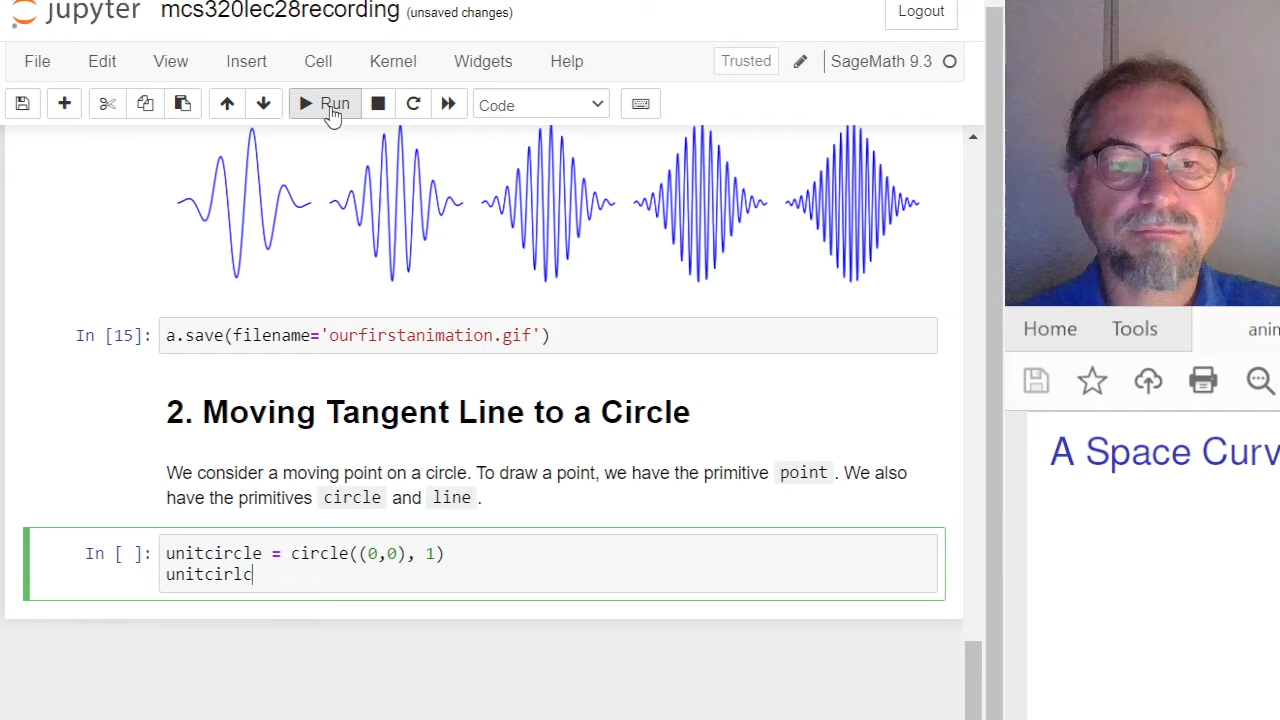 jupyter mcs320lec28recording (unsaved changes) Logout
File Edit View Insert Cell Kernel Widgets Help Trusted SageMath 9.3
Run Code
In [15]: a.save(filename='ourfirstanimation.gif')
2. Moving Tangent Line to a Circle
We consider a moving point on a circle. To draw a point, we have the primitive point . We also
have the primitives circle and line .
In [ ]: unitcircle = circle((0,0), 1)
unitcirlc
Home Tools anim
A Space Curv